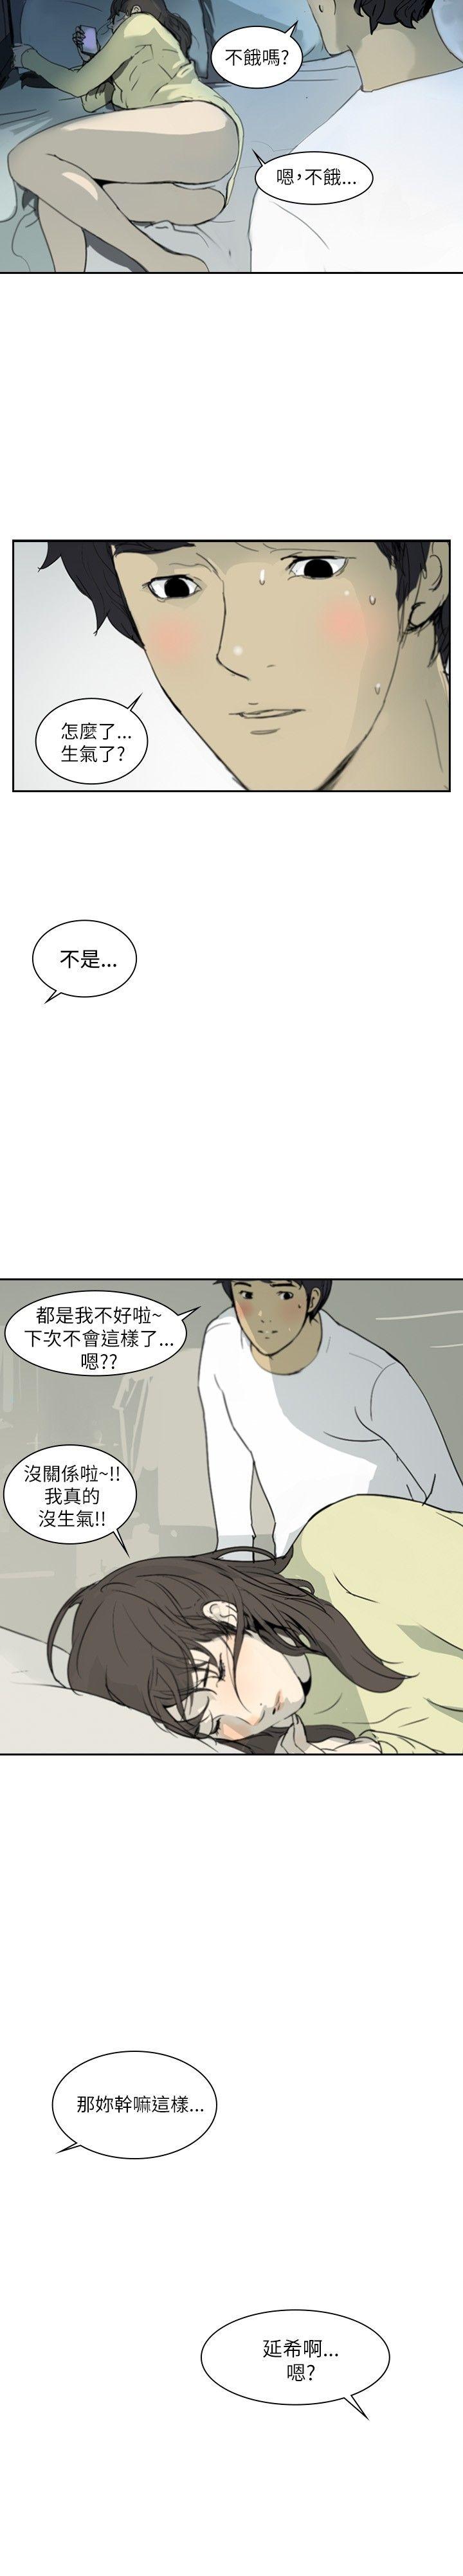 不餓嗎?
嗯,不餓...
怎麼了...
生氣了?
不是...
都是我不好啦~
下次不會這樣了...
嗯??
沒關係啦~!!
我真的
沒生氣!!
那妳幹嘛這樣...
延希啊...
嗯?